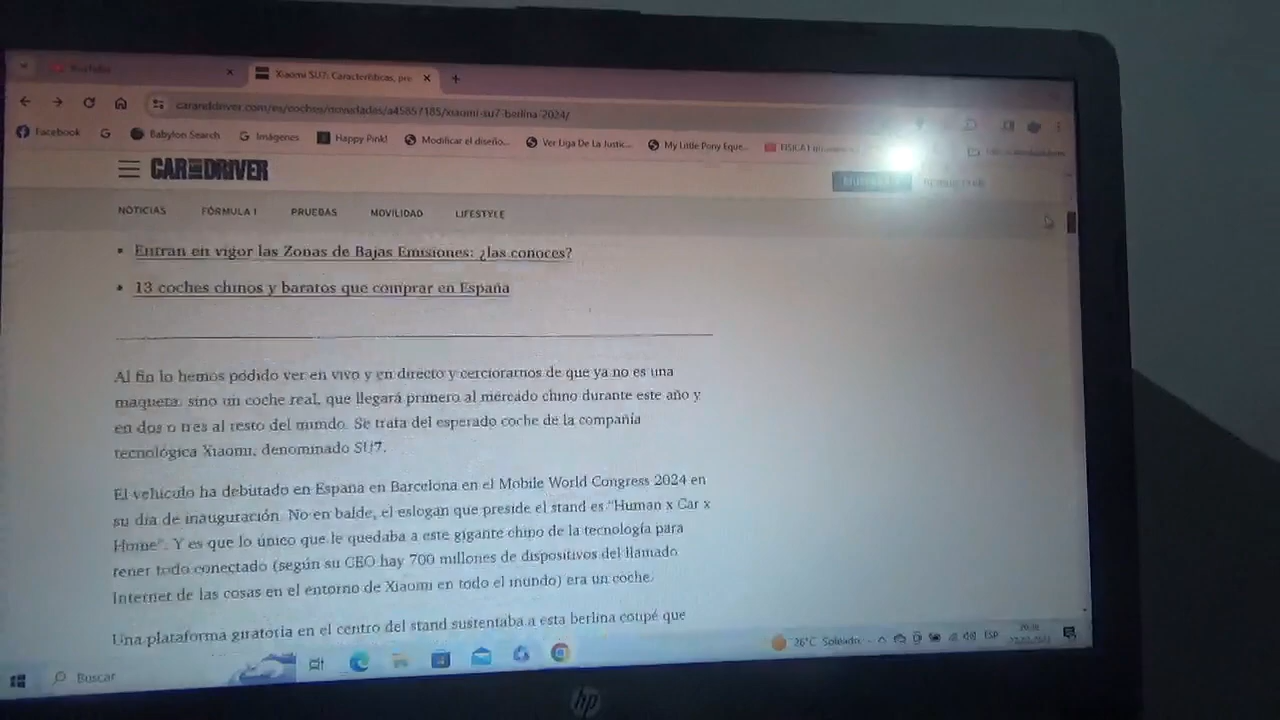 YouTube
Xiaomi SU7: Características, pre
caranddriver.com/es/coches/novedades/a45857185/xiaomi-su7-berlina-2024/
Facebook
Babylon Search
Imágenes
Happy Pink!
Modificar el diseño...
Ver Liga De La Justic...
My Little Pony Eque...
CAR AND DRIVER
NOTICIAS FÓRMULA 1 PRUEBAS MOVILIDAD LIFESTYLE
Entran en vigor las Zonas de Bajas Emisiones: ¿las conoces?
13 coches chinos y baratos que comprar en España
Al fin lo hemos podido ver en vivo y en directo y cerciorarnos de que ya no es una
maqueta, sino un coche real, que llegará primero al mercado chino durante este año y
en dos o tres al resto del mundo. Se trata del esperado coche de la compañía
tecnológica Xiaomi, denominado SU7.
El vehículo ha debutado en España en Barcelona en el Mobile World Congress 2024 en
su día de inauguración. No en balde, el eslogan que preside el stand es "Human x Car x
Home". Y es que lo único que le quedaba a este gigante chino de la tecnología para
tener todo conectado (según su CEO hay 700 millones de dispositivos del llamado
Internet de las cosas en el entorno de Xiaomi en todo el mundo) era un coche.
Una plataforma giratoria en el centro del stand sustentaba a esta berlina coupé que
Buscar
26°C Soleado
ESP
hp